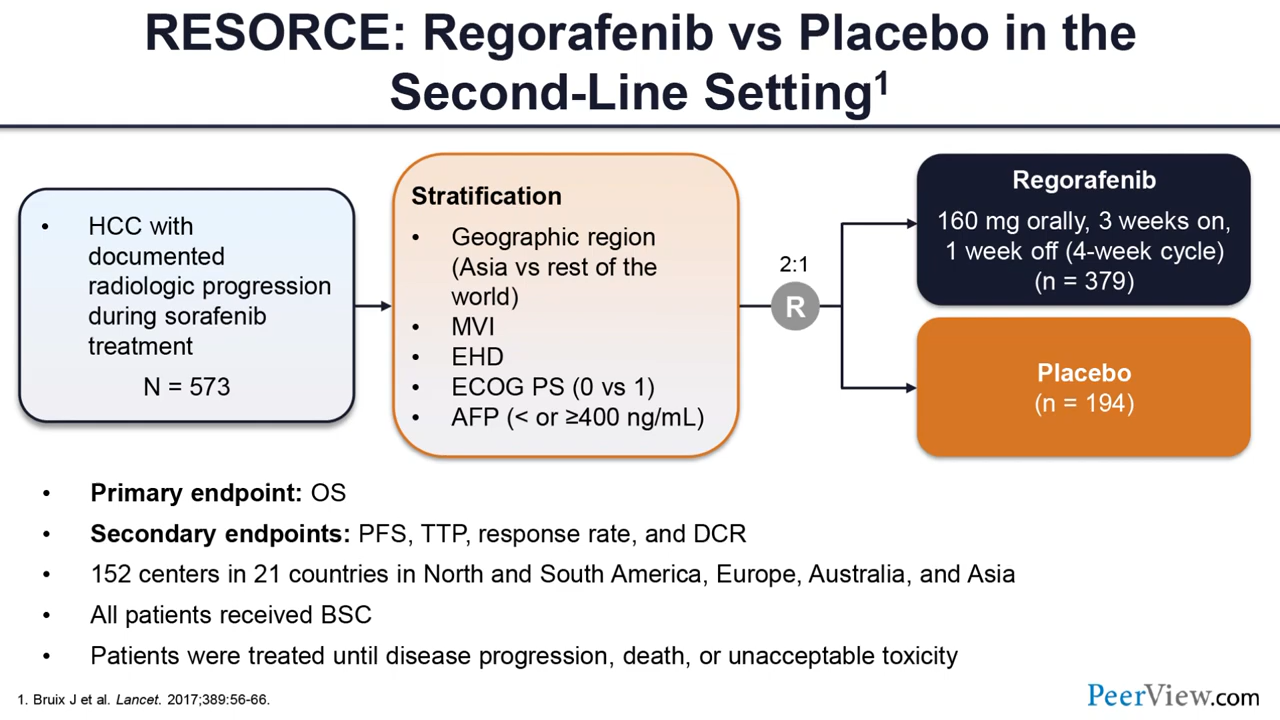 RESORCE: Regorafenib vs Placebo in the
Second-Line Setting¹
• HCC with
documented
radiologic progression
during sorafenib
treatment
N = 573
Stratification
• Geographic region
(Asia vs rest of the
world)
• MVI
• EHD
• ECOG PS (0 vs 1)
• AFP (< or ≥400 ng/mL)
2:1
R
Regorafenib
160 mg orally, 3 weeks on,
1 week off (4-week cycle)
(n = 379)
Placebo
(n = 194)
• Primary endpoint: OS
• Secondary endpoints: PFS, TTP, response rate, and DCR
• 152 centers in 21 countries in North and South America, Europe, Australia, and Asia
• All patients received BSC
• Patients were treated until disease progression, death, or unacceptable toxicity
1. Bruix J et al. Lancet. 2017;389:56-66.
PeerView.com